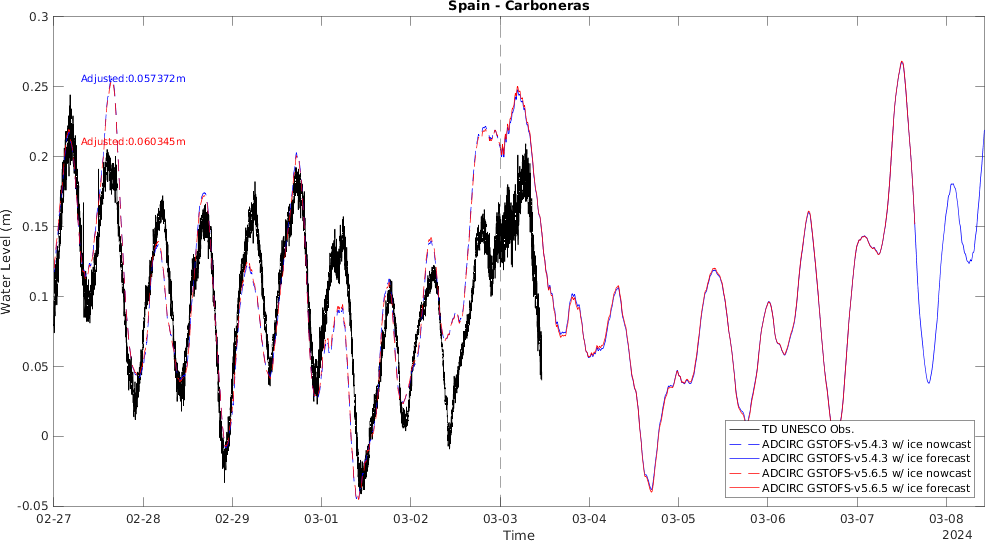 Spain - Carboneras
0.3
0.25
0.2
0.15
0.1
0.05
0
-0.05
Water Level (m)
Adjusted:0.057372m
Adjusted:0.060345m
TD UNESCO Obs.
ADCIRC GSTOFS-v5.4.3 w/ ice nowcast
ADCIRC GSTOFS-v5.4.3 w/ ice forecast
ADCIRC GSTOFS-v5.6.5 w/ ice nowcast
ADCIRC GSTOFS-v5.6.5 w/ ice forecast
02-27 02-28 02-29 03-01 03-02 03-03 03-04 03-05 03-06 03-07 03-08
Time
2024